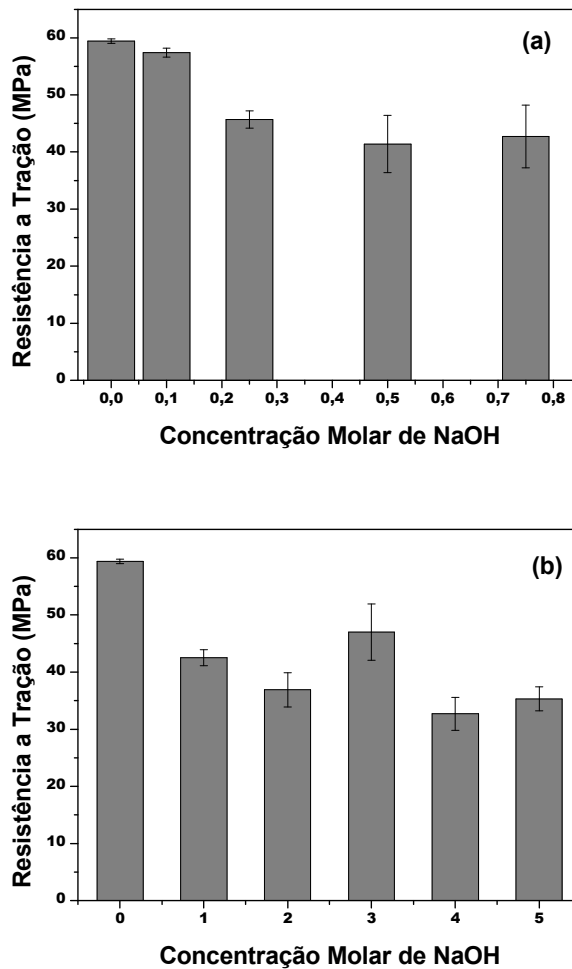 (a)
Resistência a Tração (MPa)
60
50
40
30
20
10
0
0,0 0,1 0,2 0,3 0,4 0,5 0,6 0,7 0,8
Concentração Molar de NaOH
(b)
Resistência a Tração (MPa)
60
50
40
30
20
10
0
0 1 2 3 4 5
Concentração Molar de NaOH